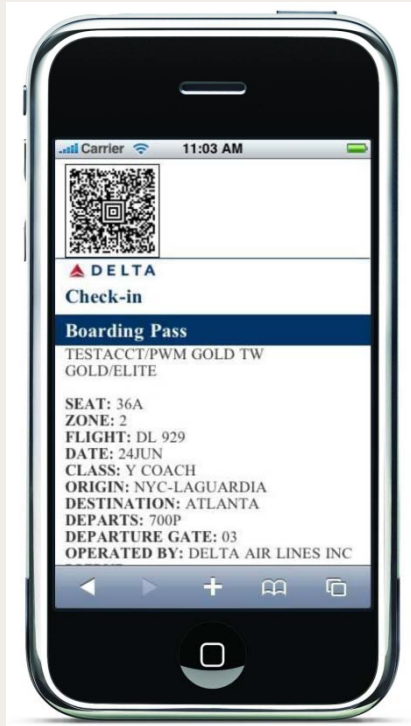 Carrier 11:03 AM
DELTA
Check-in
Boarding Pass
TESTACCT/PWM GOLD TW
GOLD/ELITE
SEAT: 36A
ZONE: 2
FLIGHT: DL 929
DATE: 24JUN
CLASS: Y COACH
ORIGIN: NYC-LAGUARDIA
DESTINATION: ATLANTA
DEPARTS: 700P
DEPARTURE GATE: 03
OPERATED BY: DELTA AIR LINES INC